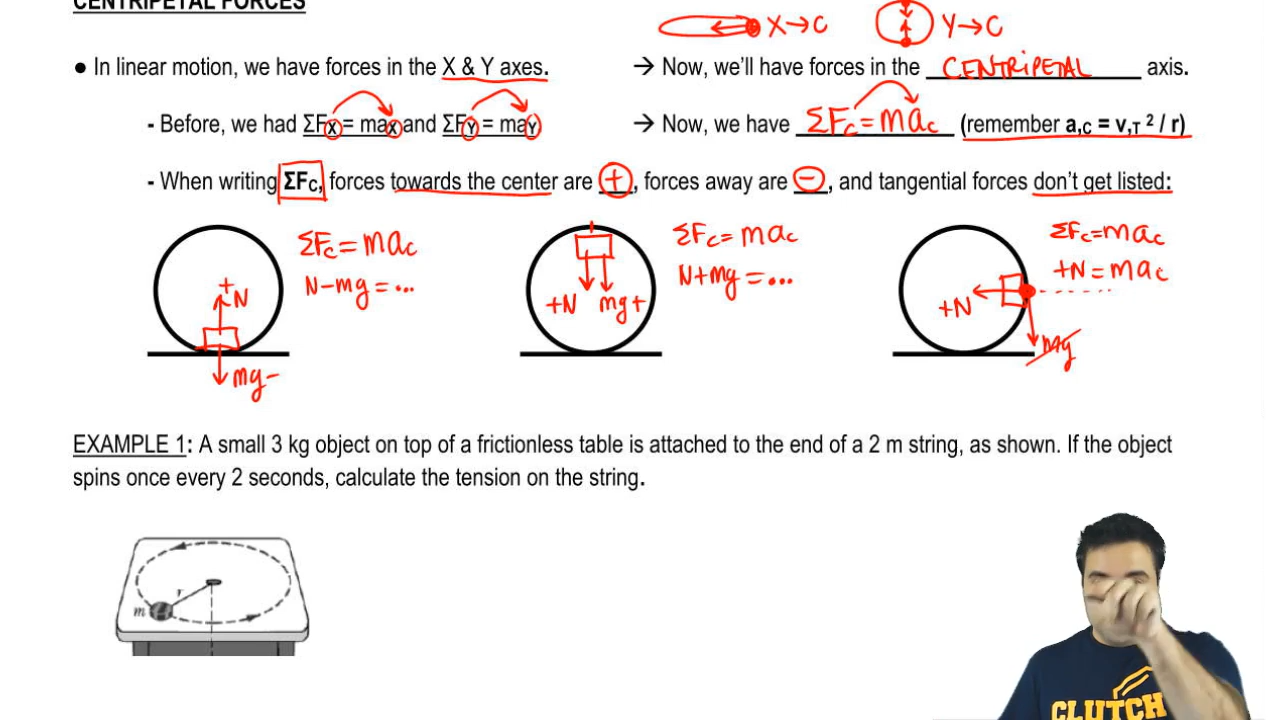 CENTRIPETAL FORCES
X→C Y→C
● In linear motion, we have forces in the X & Y axes. → Now, we'll have forces in the CENTRiPETAL axis.
- Before, we had ΣFX = maX and ΣFY = maY → Now, we have ΣFc = mac (remember a,C = v,T ² / r)
- When writing ΣFC, forces towards the center are +, forces away are −, and tangential forces don't get listed:
ΣFc = mac
N − mg = ...
+
N
mg −
ΣFc = mac
N + mg = ...
+N mg+
ΣFc = mac
+N = mac
+N
mg
EXAMPLE 1: A small 3 kg object on top of a frictionless table is attached to the end of a 2 m string, as shown. If the object
spins once every 2 seconds, calculate the tension on the string.
r
m
CLUTCH